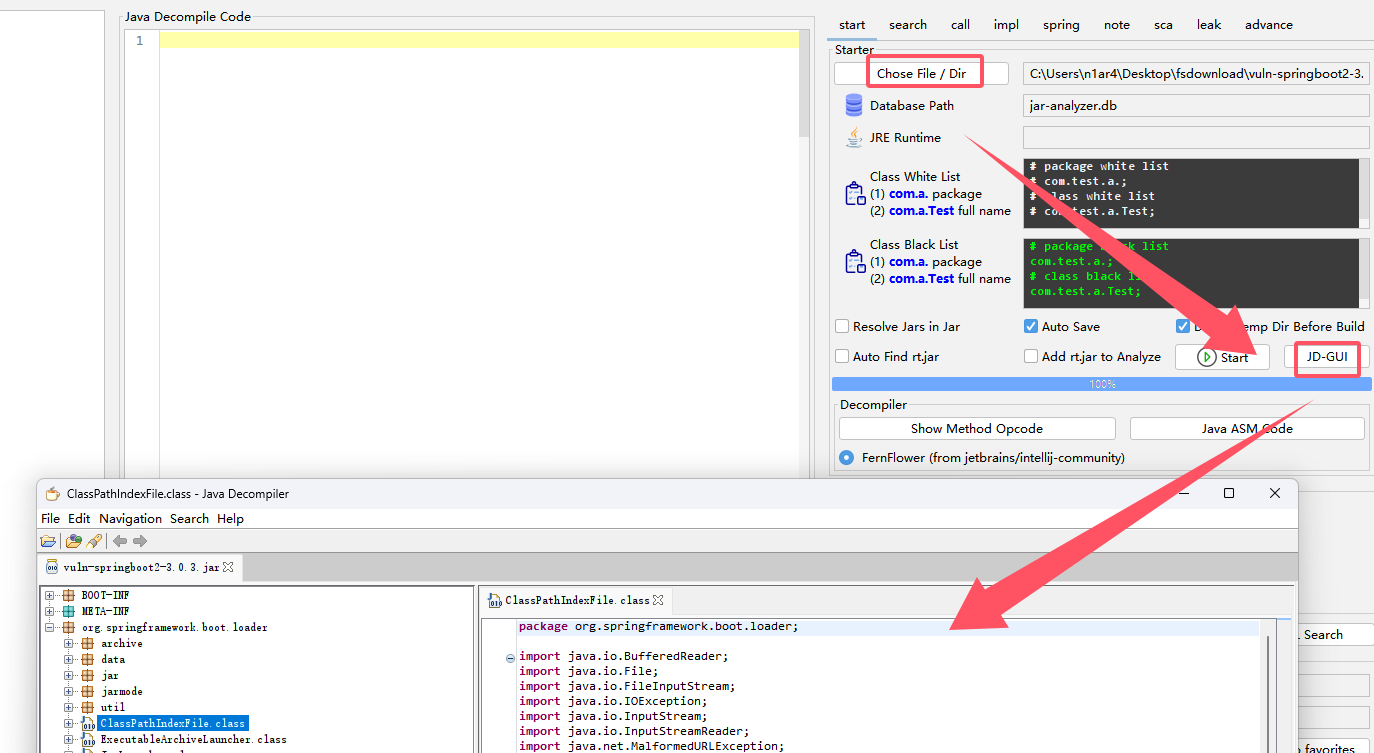 Java Decompile Code
1
start search call impl spring note sca leak advance
Starter
Chose File / Dir C:\Users\n1ar4\Desktop\fsdownload\vuln-springboot2-3.
Database Path jar-analyzer.db
JRE Runtime
Class White List
(1) com.a. package
(2) com.a.Test full name
# package white list
# com.test.a.;
# class white list
# com.test.a.Test;
Class Black List
(1) com.a. package
(2) com.a.Test full name
# package black list
com.test.a.;
# class black
com.test.a.Test;
Resolve Jars in Jar Auto Save Temp Dir Before Build
Auto Find rt.jar Add rt.jar to Analyze Start JD-GUI
100%
Decompiler
Show Method Opcode Java ASM Code
FernFlower (from jetbrains/intellij-community)
ClassPathIndexFile.class - Java Decompiler
File Edit Navigation Search Help
vuln-springboot2-3.0.3.jar
BOOT-INF
META-INF
org.springframework.boot.loader
archive
data
jar
jarmode
util
ClassPathIndexFile.class
ExecutableArchiveLauncher.class
ClassPathIndexFile.class
package org.springframework.boot.loader;
import java.io.BufferedReader;
import java.io.File;
import java.io.FileInputStream;
import java.io.IOException;
import java.io.InputStream;
import java.io.InputStreamReader;
import java.net.MalformedURLException;
Search
favorites